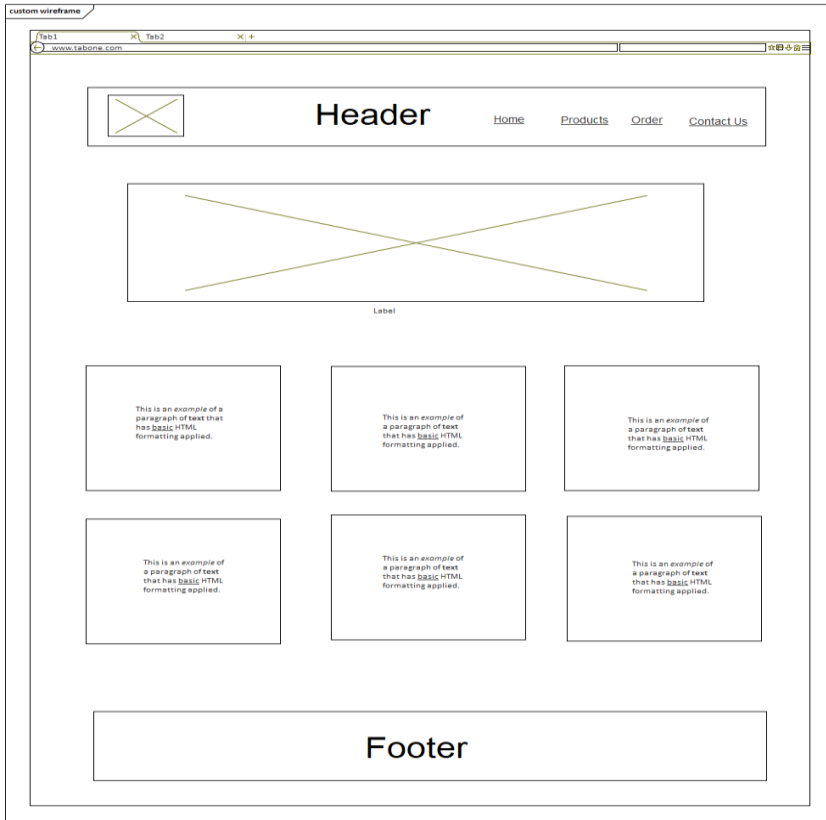 custom wireframe
Tab1
Tab2
www.tabone.com
Header
Home
Products
Order
Contact Us
Label
This is an example of a
paragraph of text that
has basic HTML
formatting applied.
This is an example of
a paragraph of text
that has basic HTML
formatting applied.
This is an example of
a paragraph of text
that has basic HTML
formatting applied.
This is an example of
a paragraph of text
that has basic HTML
formatting applied.
This is an example of
a paragraph of text
that has basic HTML
formatting applied.
This is an example of
a paragraph of text
that has basic HTML
formatting applied.
Footer